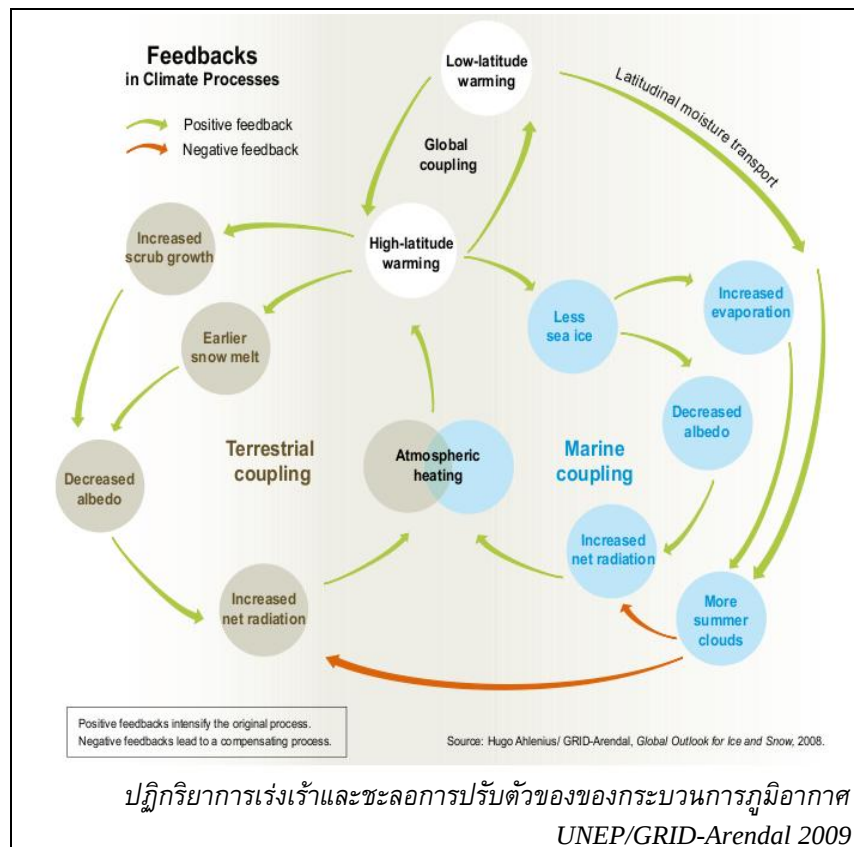 Feedbacks
in Climate Processes
Positive feedback
Negative feedback
Low-latitude
warming
Latitudinal moisture transport
Global
coupling
High-latitude
warming
Increased
scrub growth
Earlier
snow melt
Less
sea ice
Increased
evaporation
Decreased
albedo
Terrestrial
coupling
Atmospheric
heating
Marine
coupling
Decreased
albedo
Increased
net radiation
Increased
net radiation
More
summer
clouds
Positive feedbacks intensify the original process.
Negative feedbacks lead to a compensating process.
Source: Hugo Ahlenius/ GRID-Arendal, Global Outlook for Ice and Snow, 2008.
ปฏิกริยาการเร่งเร้าและชะลอการปรับตัวของของกระบวนการภูมิอากาศ
UNEP/GRID-Arendal 2009